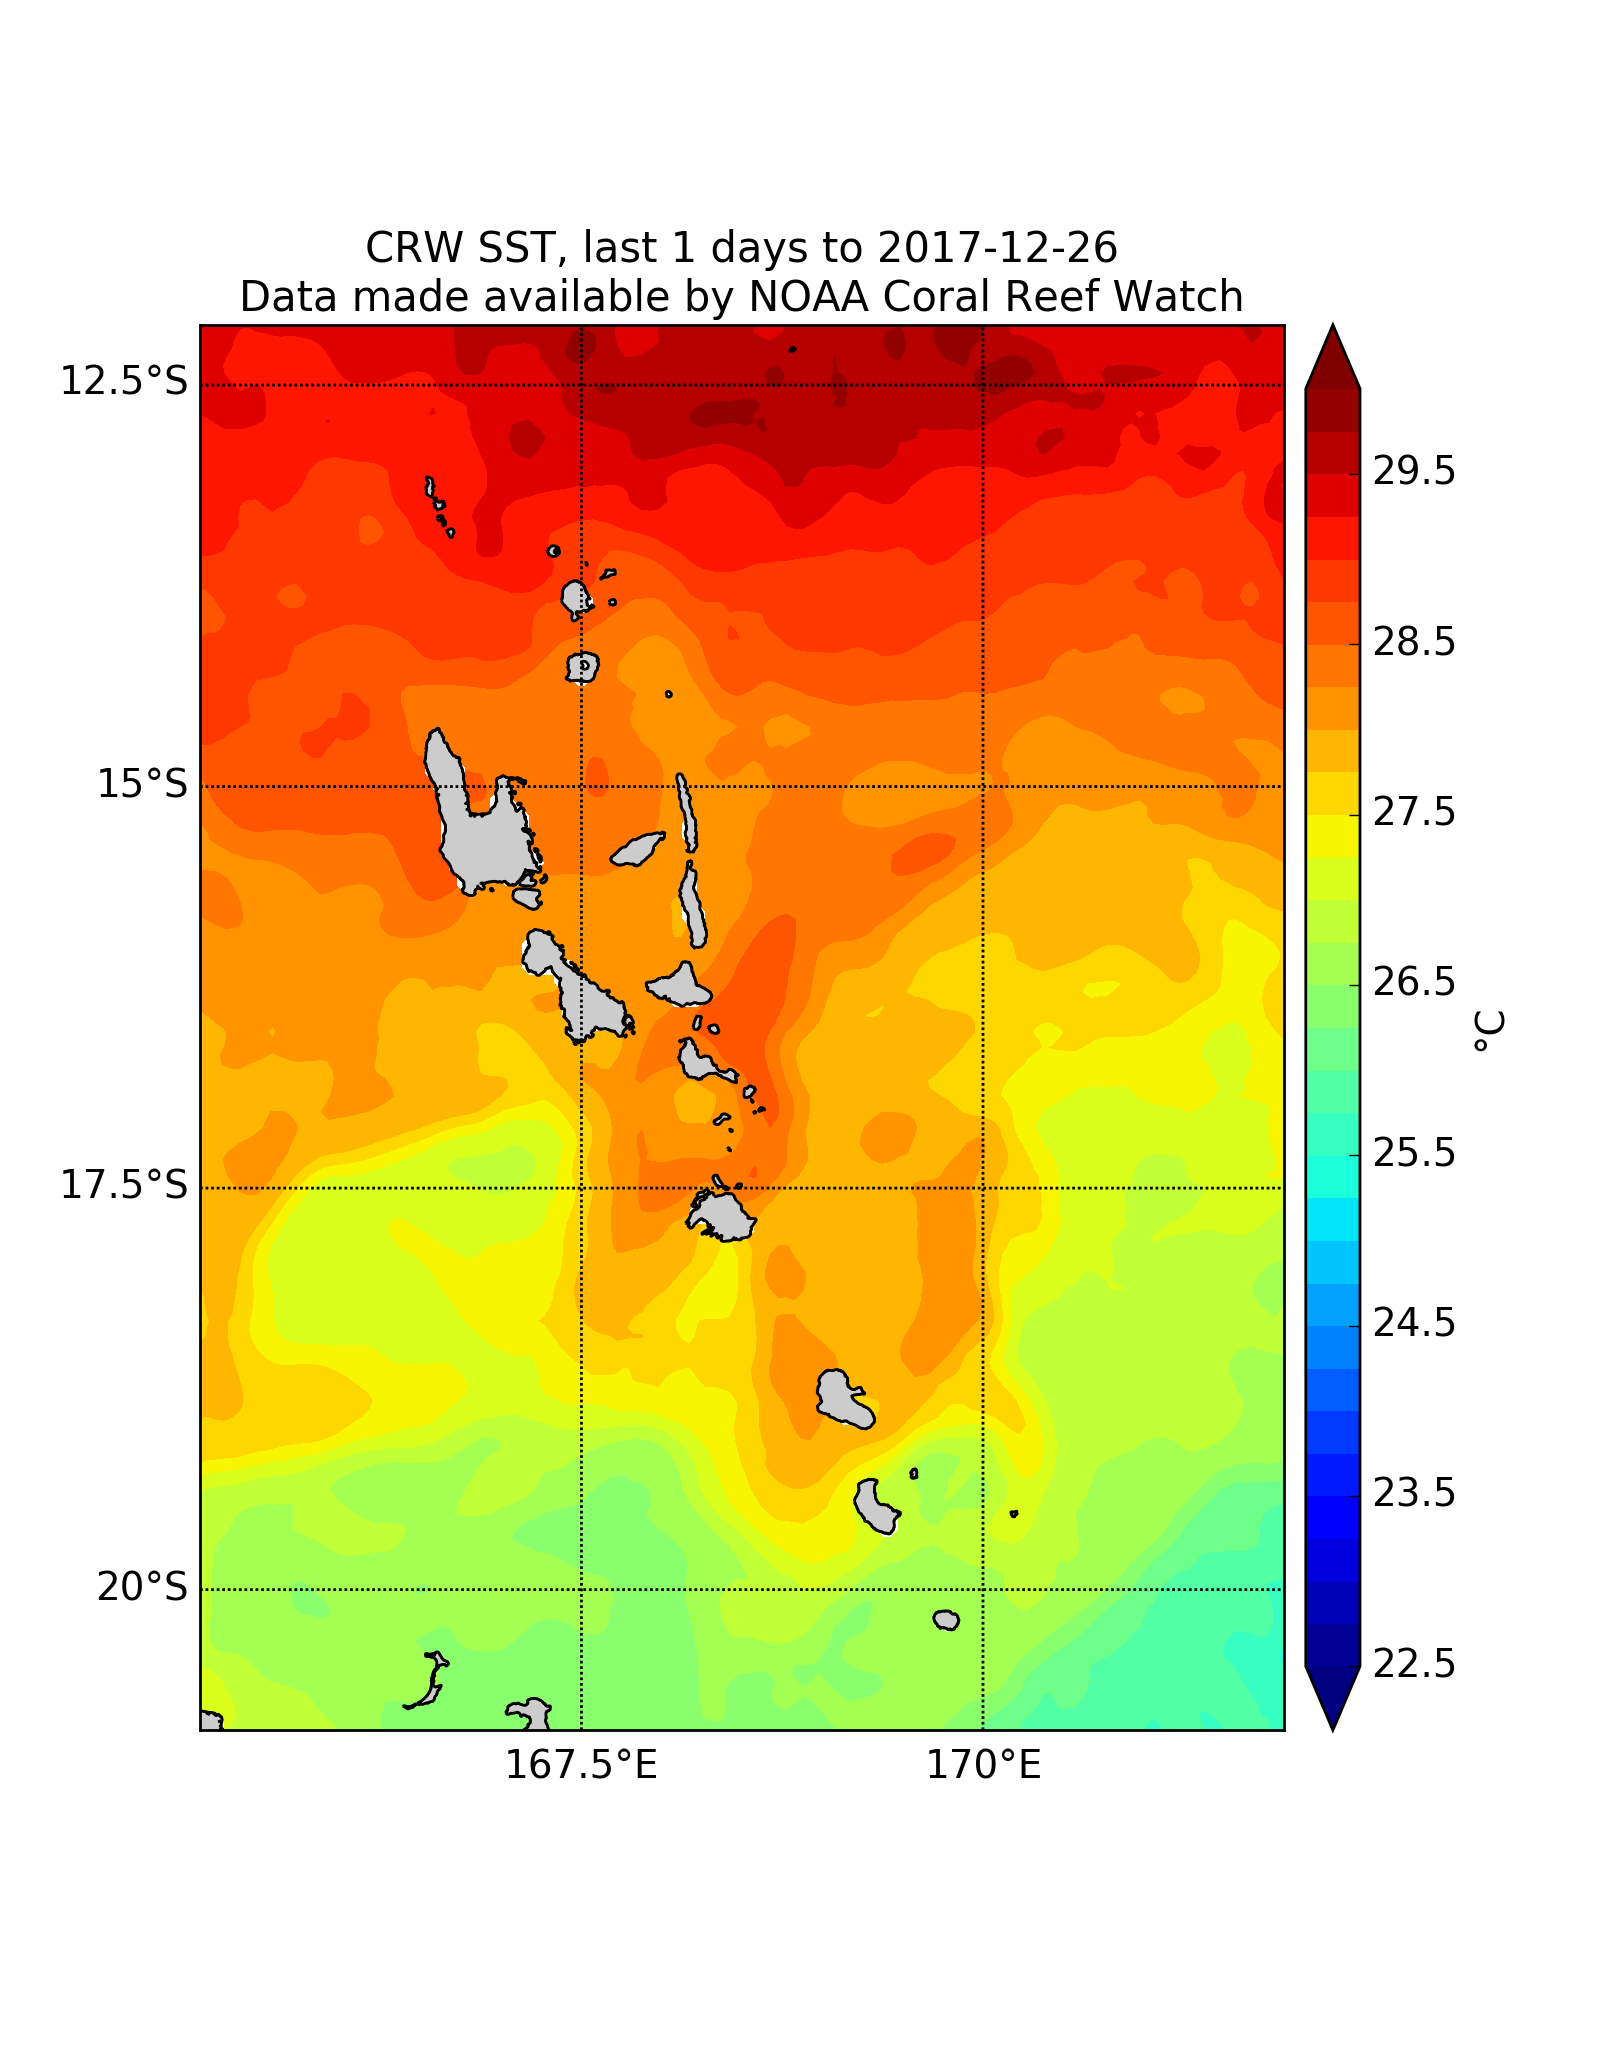 CRW SST, last 1 days to 2017-12-26
Data made available by NOAA Coral Reef Watch
12.5°S
15°S
17.5°S
20°S
167.5°E
170°E
29.5
28.5
27.5
26.5
25.5
24.5
23.5
22.5
°C